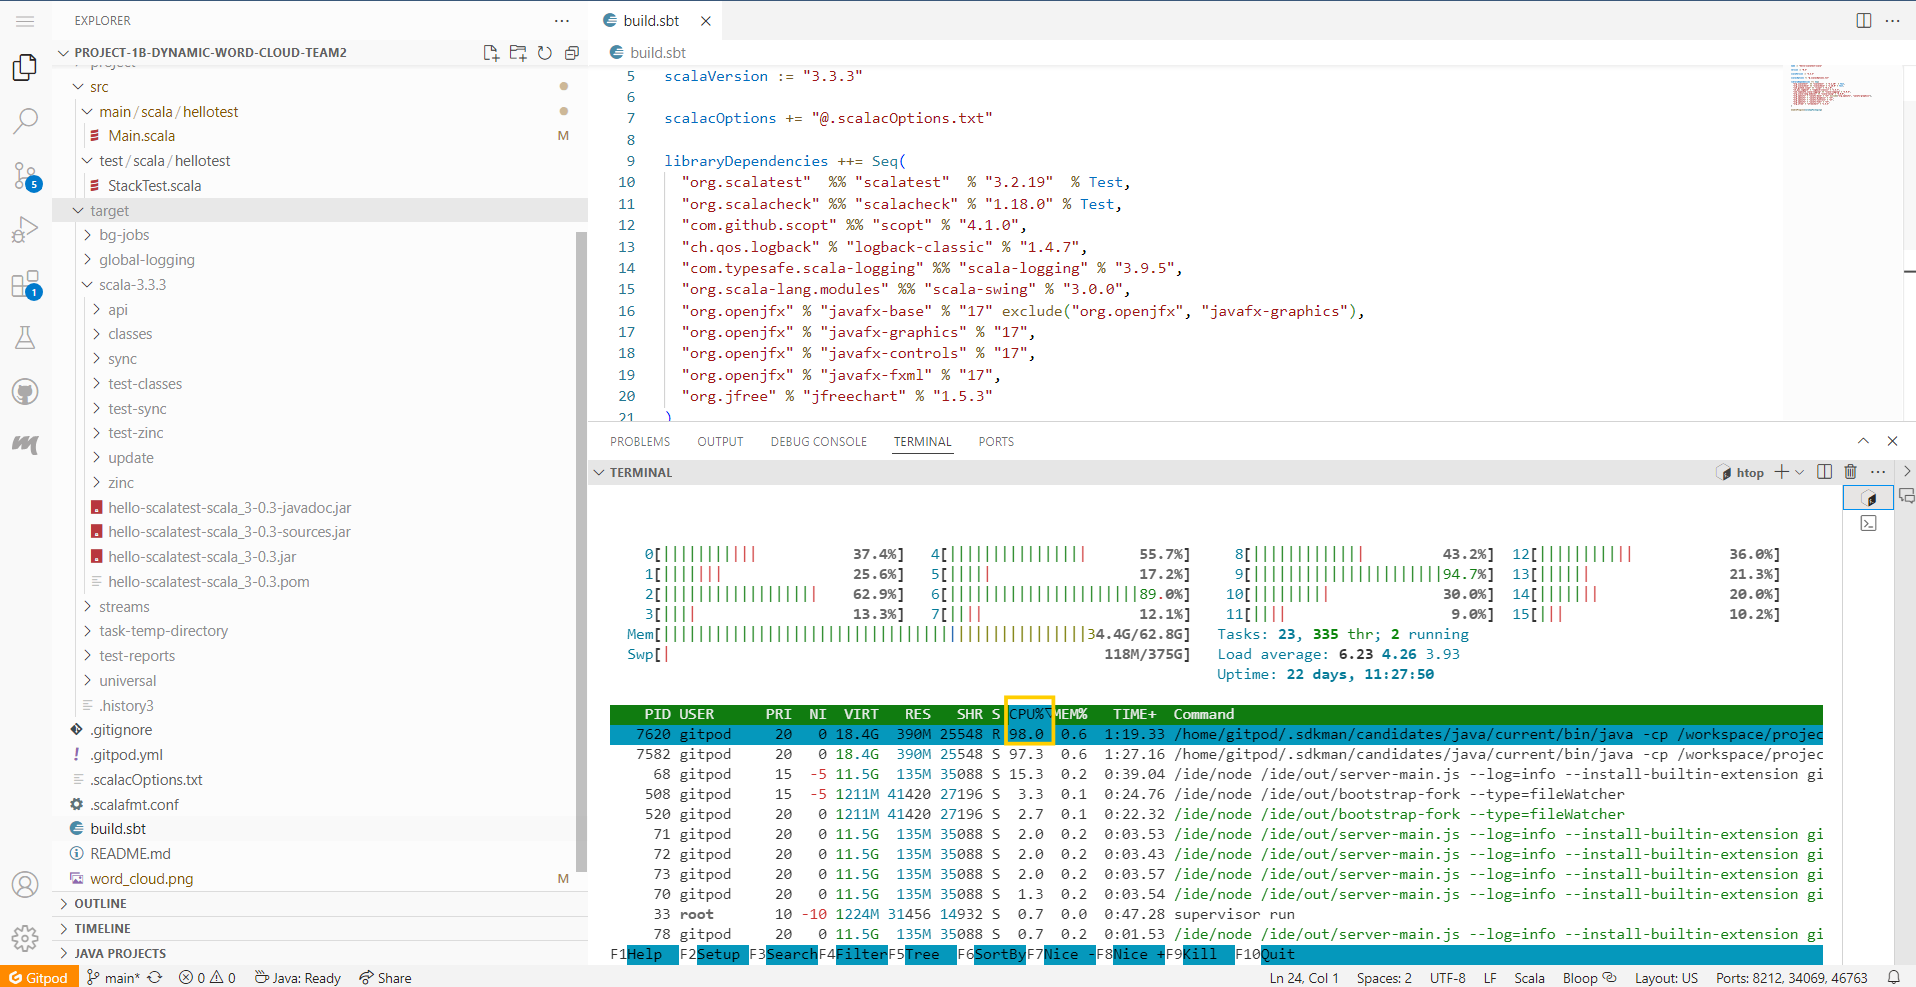 EXPLORER
PROJECT-1B-DYNAMIC-WORD-CLOUD-TEAM2
project
src
main/scala/hellotest
Main.scala M
test/scala/hellotest
StackTest.scala
target
bg-jobs
global-logging
scala-3.3.3
api
classes
sync
test-classes
test-sync
test-zinc
update
zinc
hello-scalatest-scala_3-0.3-javadoc.jar
hello-scalatest-scala_3-0.3-sources.jar
hello-scalatest-scala_3-0.3.jar
hello-scalatest-scala_3-0.3.pom
streams
task-temp-directory
test-reports
universal
.history3
.gitignore
.gitpod.yml
.scalacOptions.txt
.scalafmt.conf
build.sbt
README.md
word_cloud.png M
OUTLINE
TIMELINE
JAVA PROJECTS
5
1
build.sbt
build.sbt
5 scalaVersion := "3.3.3"
6
7 scalacOptions += "@.scalacOptions.txt"
8
9 libraryDependencies ++= Seq(
10 "org.scalatest" %% "scalatest" % "3.2.19" % Test,
11 "org.scalacheck" %% "scalacheck" % "1.18.0" % Test,
12 "com.github.scopt" %% "scopt" % "4.1.0",
13 "ch.qos.logback" % "logback-classic" % "1.4.7",
14 "com.typesafe.scala-logging" %% "scala-logging" % "3.9.5",
15 "org.scala-lang.modules" %% "scala-swing" % "3.0.0",
16 "org.openjfx" % "javafx-base" % "17" exclude("org.openjfx", "javafx-graphics"),
17 "org.openjfx" % "javafx-graphics" % "17",
18 "org.openjfx" % "javafx-controls" % "17",
19 "org.openjfx" % "javafx-fxml" % "17",
20 "org.jfree" % "jfreechart" % "1.5.3"
21 )
PROBLEMS OUTPUT DEBUG CONSOLE TERMINAL PORTS
TERMINAL htop
0[|||||||||||| 37.4%] 4[|||||||||||||||| 55.7%] 8[||||||||||||| 43.2%] 12[||||||||||| 36.0%]
1[||||||| 25.6%] 5[||||| 17.2%] 9[||||||||||||||||||||||94.7%] 13[|||||| 21.3%]
2[|||||||||||||||||| 62.9%] 6[||||||||||||||||||||||89.0%] 10[||||||||| 30.0%] 14[||||||| 20.0%]
3[|||| 13.3%] 7[|||| 12.1%] 11[|||| 9.0%] 15[||| 10.2%]
Mem[||||||||||||||||||||||||||||||||||||||||||||||||||34.4G/62.8G] Tasks: 23, 335 thr; 2 running
Swp[| 118M/375G] Load average: 6.23 4.26 3.93
Uptime: 22 days, 11:27:50
PID USER PRI NI VIRT RES SHR S CPU%▽MEM% TIME+ Command
7620 gitpod 20 0 18.4G 390M 25548 R 98.0 0.6 1:19.33 /home/gitpod/.sdkman/candidates/java/current/bin/java -cp /workspace/projec
7582 gitpod 20 0 18.4G 390M 25548 S 97.3 0.6 1:27.16 /home/gitpod/.sdkman/candidates/java/current/bin/java -cp /workspace/projec
68 gitpod 15 -5 11.5G 135M 35088 S 15.3 0.2 0:39.04 /ide/node /ide/out/server-main.js --log=info --install-builtin-extension gi
508 gitpod 15 -5 1211M 41420 27196 S 3.3 0.1 0:24.76 /ide/node /ide/out/bootstrap-fork --type=fileWatcher
520 gitpod 20 0 1211M 41420 27196 S 2.7 0.1 0:22.32 /ide/node /ide/out/bootstrap-fork --type=fileWatcher
71 gitpod 20 0 11.5G 135M 35088 S 2.0 0.2 0:03.53 /ide/node /ide/out/server-main.js --log=info --install-builtin-extension gi
72 gitpod 20 0 11.5G 135M 35088 S 2.0 0.2 0:03.43 /ide/node /ide/out/server-main.js --log=info --install-builtin-extension gi
73 gitpod 20 0 11.5G 135M 35088 S 2.0 0.2 0:03.57 /ide/node /ide/out/server-main.js --log=info --install-builtin-extension gi
70 gitpod 20 0 11.5G 135M 35088 S 1.3 0.2 0:03.54 /ide/node /ide/out/server-main.js --log=info --install-builtin-extension gi
33 root 10 -10 1224M 31456 14932 S 0.7 0.0 0:47.28 supervisor run
78 gitpod 20 0 11.5G 135M 35088 S 0.7 0.2 0:01.53 /ide/node /ide/out/server-main.js --log=info --install-builtin-extension gi
F1Help F2Setup F3SearchF4FilterF5Tree F6SortByF7Nice -F8Nice +F9Kill F10Quit
Gitpod main* 0 0 Java: Ready Share Ln 24, Col 1 Spaces: 2 UTF-8 LF Scala Bloop Layout: US Ports: 8212, 34069, 46763